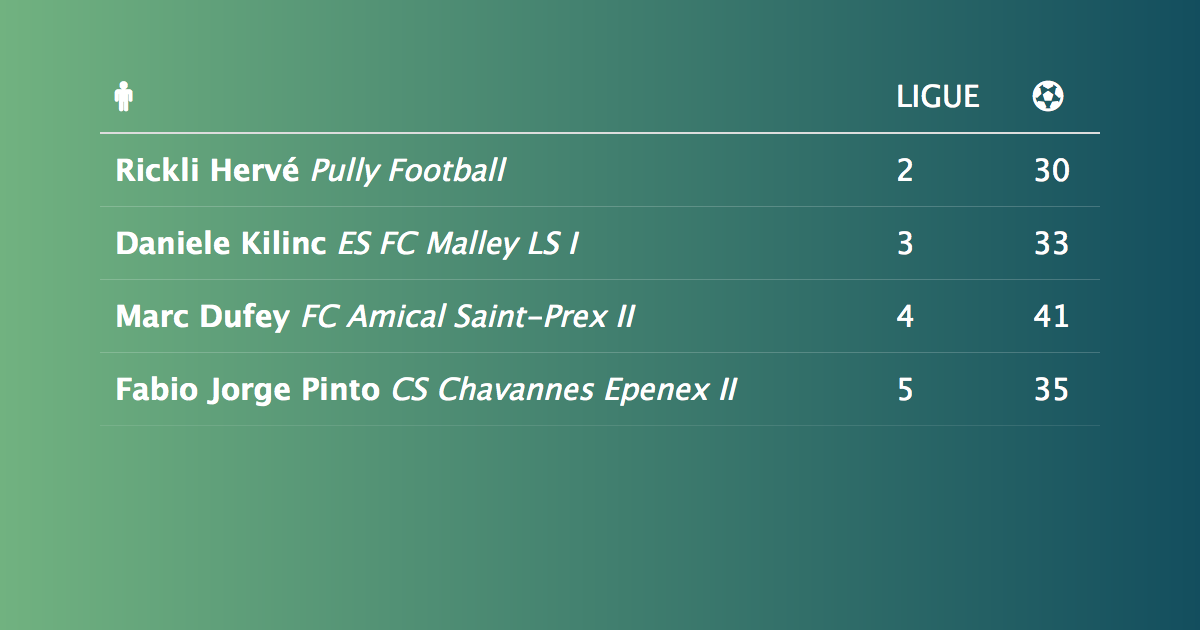 LIGUE
Rickli Hervé Pully Football 2 30
Daniele Kilinc ES FC Malley LS I 3 33
Marc Dufey FC Amical Saint-Prex II 4 41
Fabio Jorge Pinto CS Chavannes Epenex II 5 35